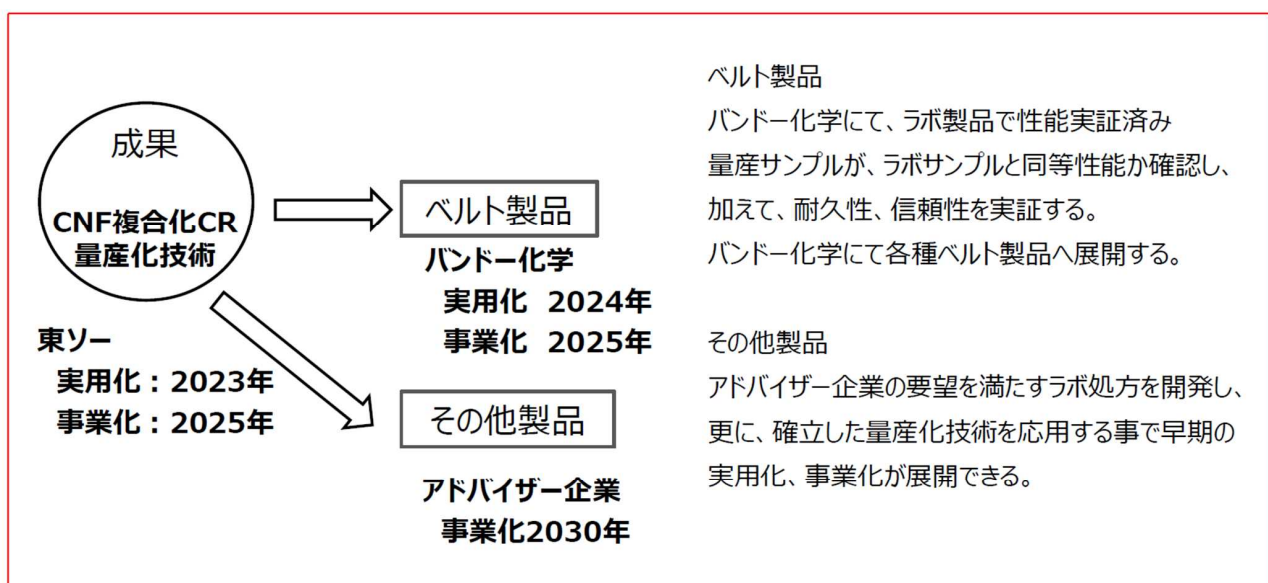 成果
CNF複合化CR
量産化技術
東ソー
実用化：2023年
事業化：2025年
ベルト製品
バンドー化学
実用化 2024年
事業化 2025年
その他製品
アドバイザー企業
事業化2030年
ベルト製品
バンドー化学にて、ラボ製品で性能実証済み
量産サンプルが、ラボサンプルと同等性能か確認し、
加えて、耐久性、信頼性を実証する。
バンドー化学にて各種ベルト製品へ展開する。
その他製品
アドバイザー企業の要望を満たすラボ処方を開発し、
更に、確立した量産化技術を応用する事で早期の
実用化、事業化が展開できる。